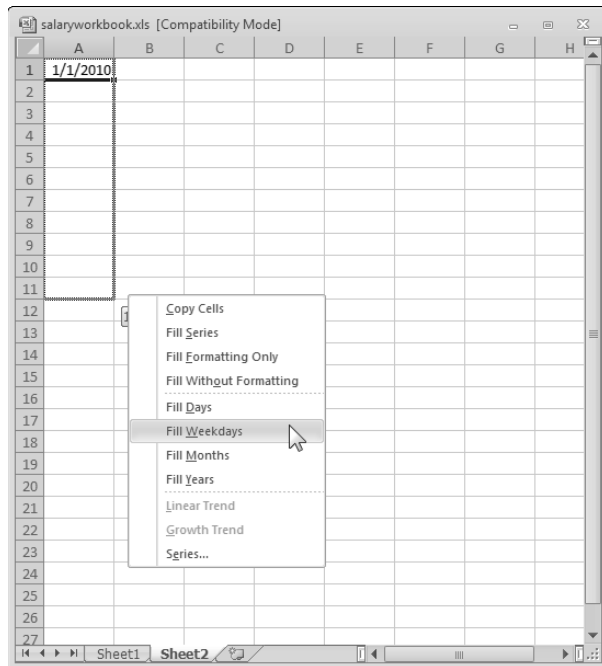 salaryworkbook.xls [Compatibility Mode]
A B C D E F G H
1 1/1/2010
2
3
4
5
6
7
8
9
10
11
12
13
14
15
16
17
18
19
20
21
22
23
24
25
26
27
Copy Cells
Fill Series
Fill Formatting Only
Fill Without Formatting
Fill Days
Fill Weekdays
Fill Months
Fill Years
Linear Trend
Growth Trend
Series...
Sheet1 Sheet2